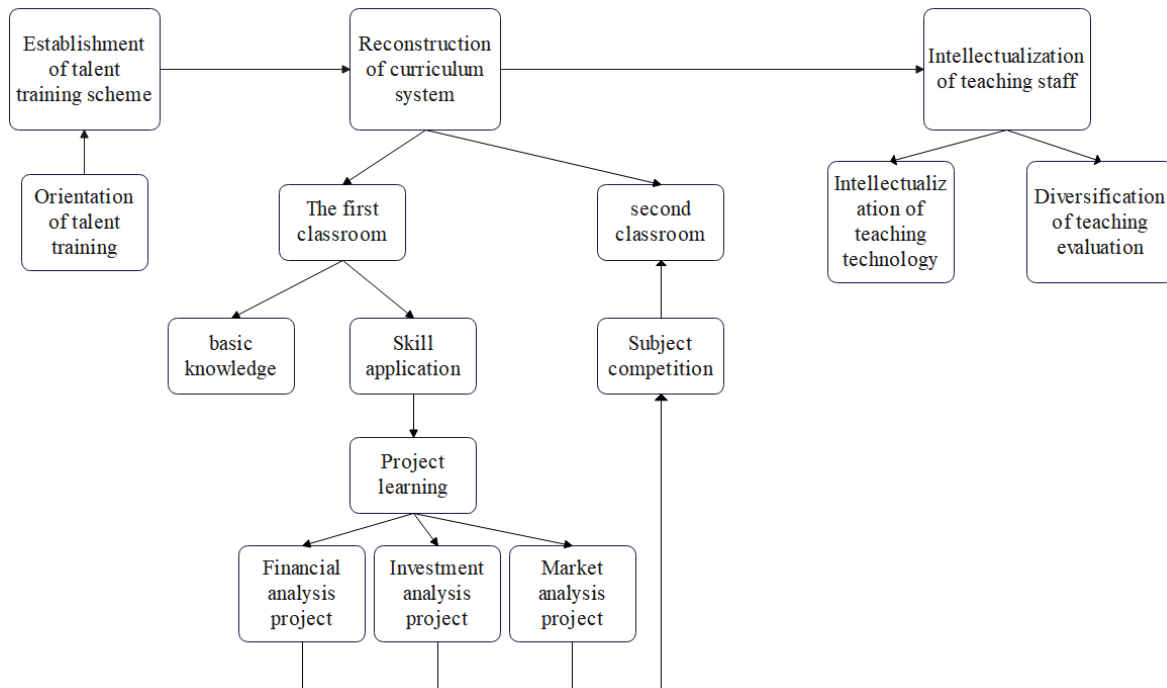 Establishment
of talent
training scheme
Reconstruction
of curriculum
system
Intellectualization
of teaching staff
Orientation
of talent
training
The first
classroom
second
classroom
Intellectualiz
ation of
teaching
technology
Diversification
of teaching
evaluation
basic
knowledge
Skill
application
Subject
competition
Project
learning
Financial
analysis
project
Investment
analysis
project
Market
analysis
project